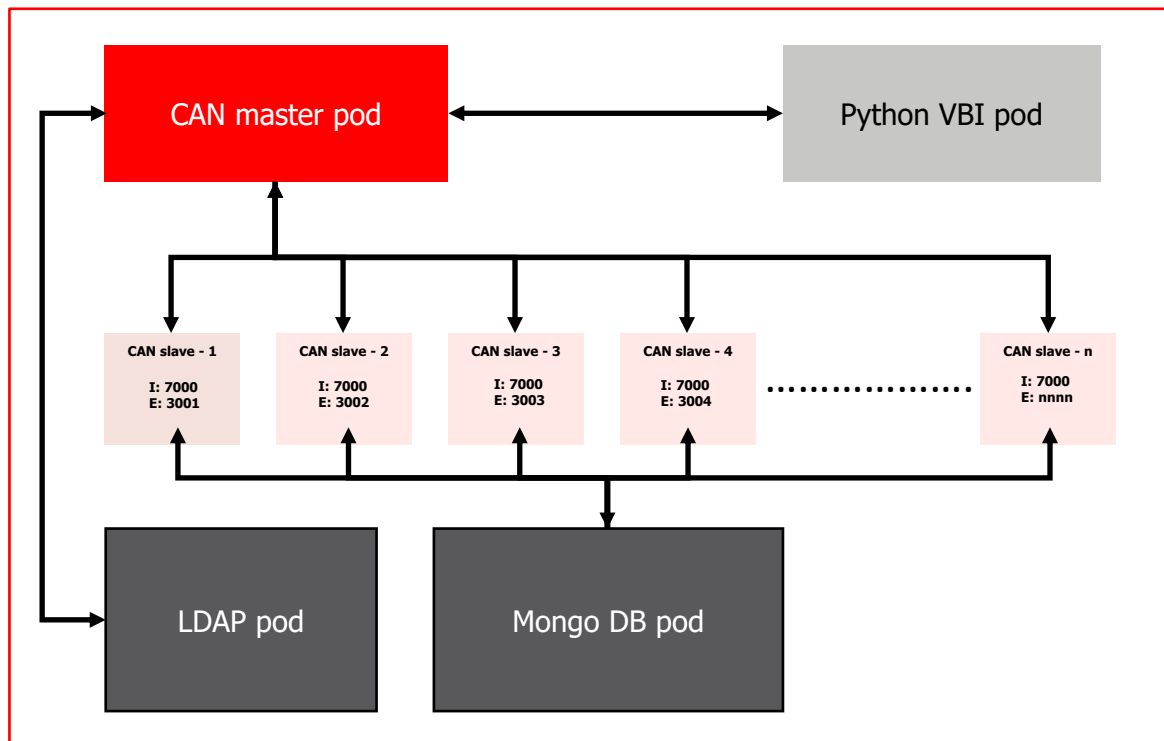 CAN master pod
Python VBI pod
CAN slave - 1
I: 7000
E: 3001
CAN slave - 2
I: 7000
E: 3002
CAN slave - 3
I: 7000
E: 3003
CAN slave - 4
I: 7000
E: 3004
CAN slave - n
I: 7000
E: nnnn
LDAP pod
Mongo DB pod